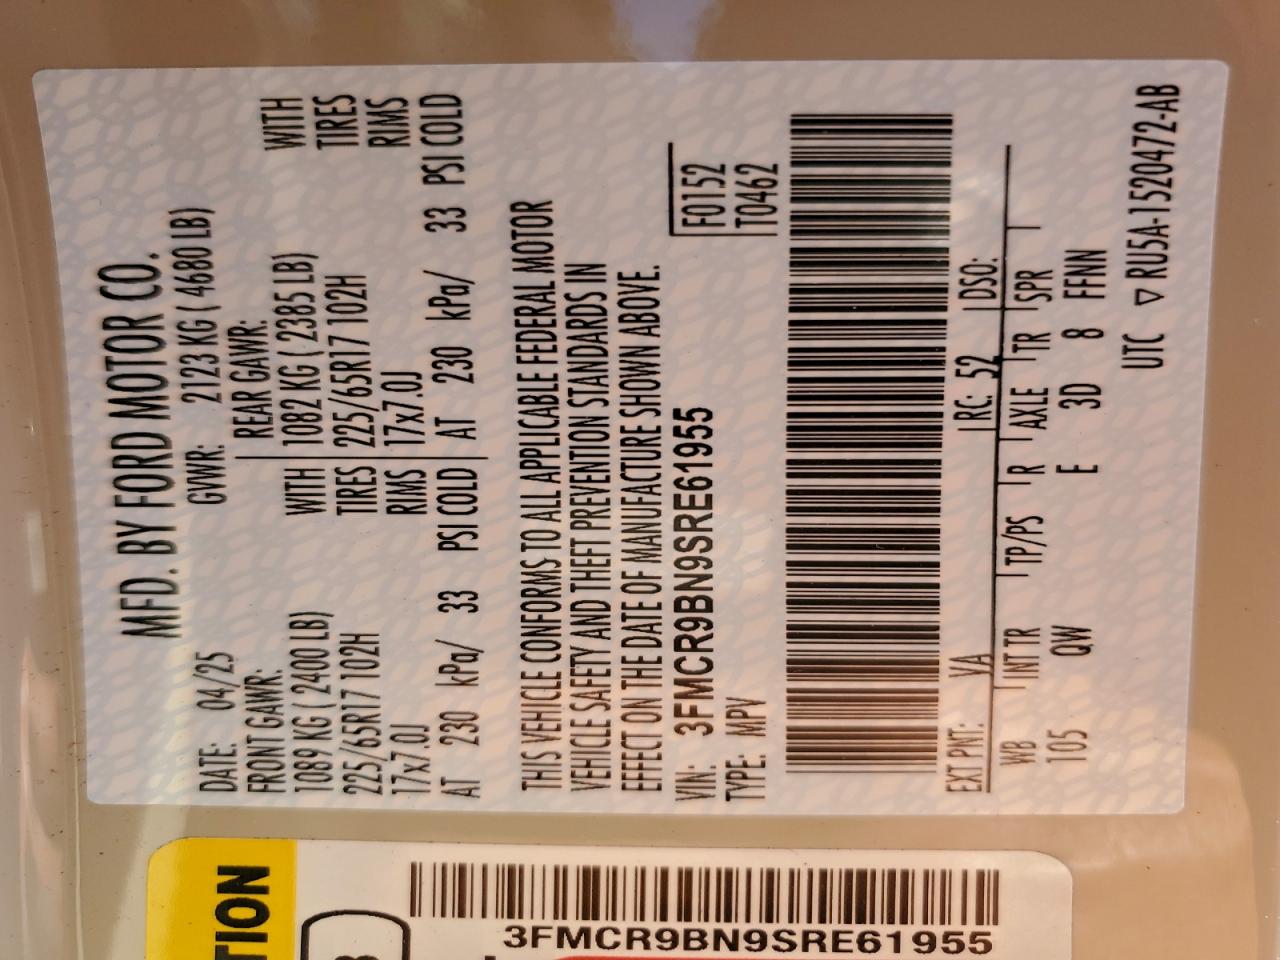 MFD. BY FORD MOTOR CO.
DATE: 04/25 GVWR: 2123 KG ( 4680 LB)
FRONT GAWR: REAR GAWR:
1089 KG ( 2400 LB) WITH 1082 KG ( 2385 LB) WITH
225/65R17 102H TIRES 225/65R17 102H TIRES
17x7.0J RIMS 17x7.0J RIMS
AT 230 kPa/ 33 PSI COLD AT 230 kPa/ 33 PSI COLD
THIS VEHICLE CONFORMS TO ALL APPLICABLE FEDERAL MOTOR
VEHICLE SAFETY AND THEFT PREVENTION STANDARDS IN
EFFECT ON THE DATE OF MANUFACTURE SHOWN ABOVE.
VIN: 3FMCR9BN9SRE61955 F0152
TYPE: MPV T0462
EXT PNT: YA RC: 52 DSO:
WB INT TR TP/PS R AXLE TR SPR
105 QW E 3D 8 FFNN
UTC ▽ RU5A-1520472-AB
TION
3FMCR9BN9SRE61955